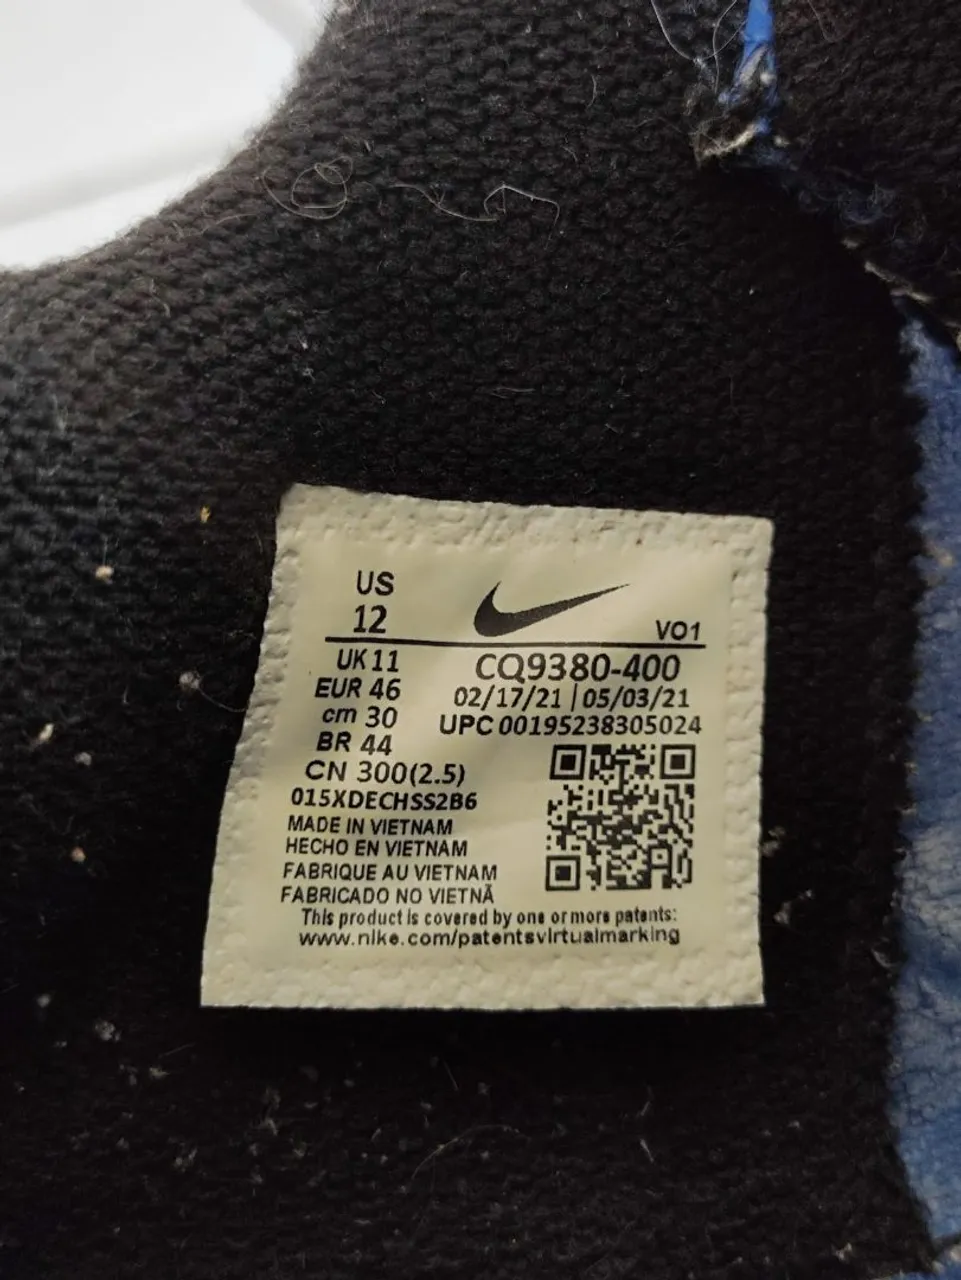 US
12
VO1
UK 11
CQ9380-400
EUR 46
02/17/21 | 05/03/21
cm 30
UPC 00195238305024
BR 44
CN 300(2.5)
015XDECHSS2B6
MADE IN VIETNAM
HECHO EN VIETNAM
FABRIQUE AU VIETNAM
FABRICADO NO VIETNÃ
This product is covered by one or more patents:
www.nike.com/patentsvirtualmarking